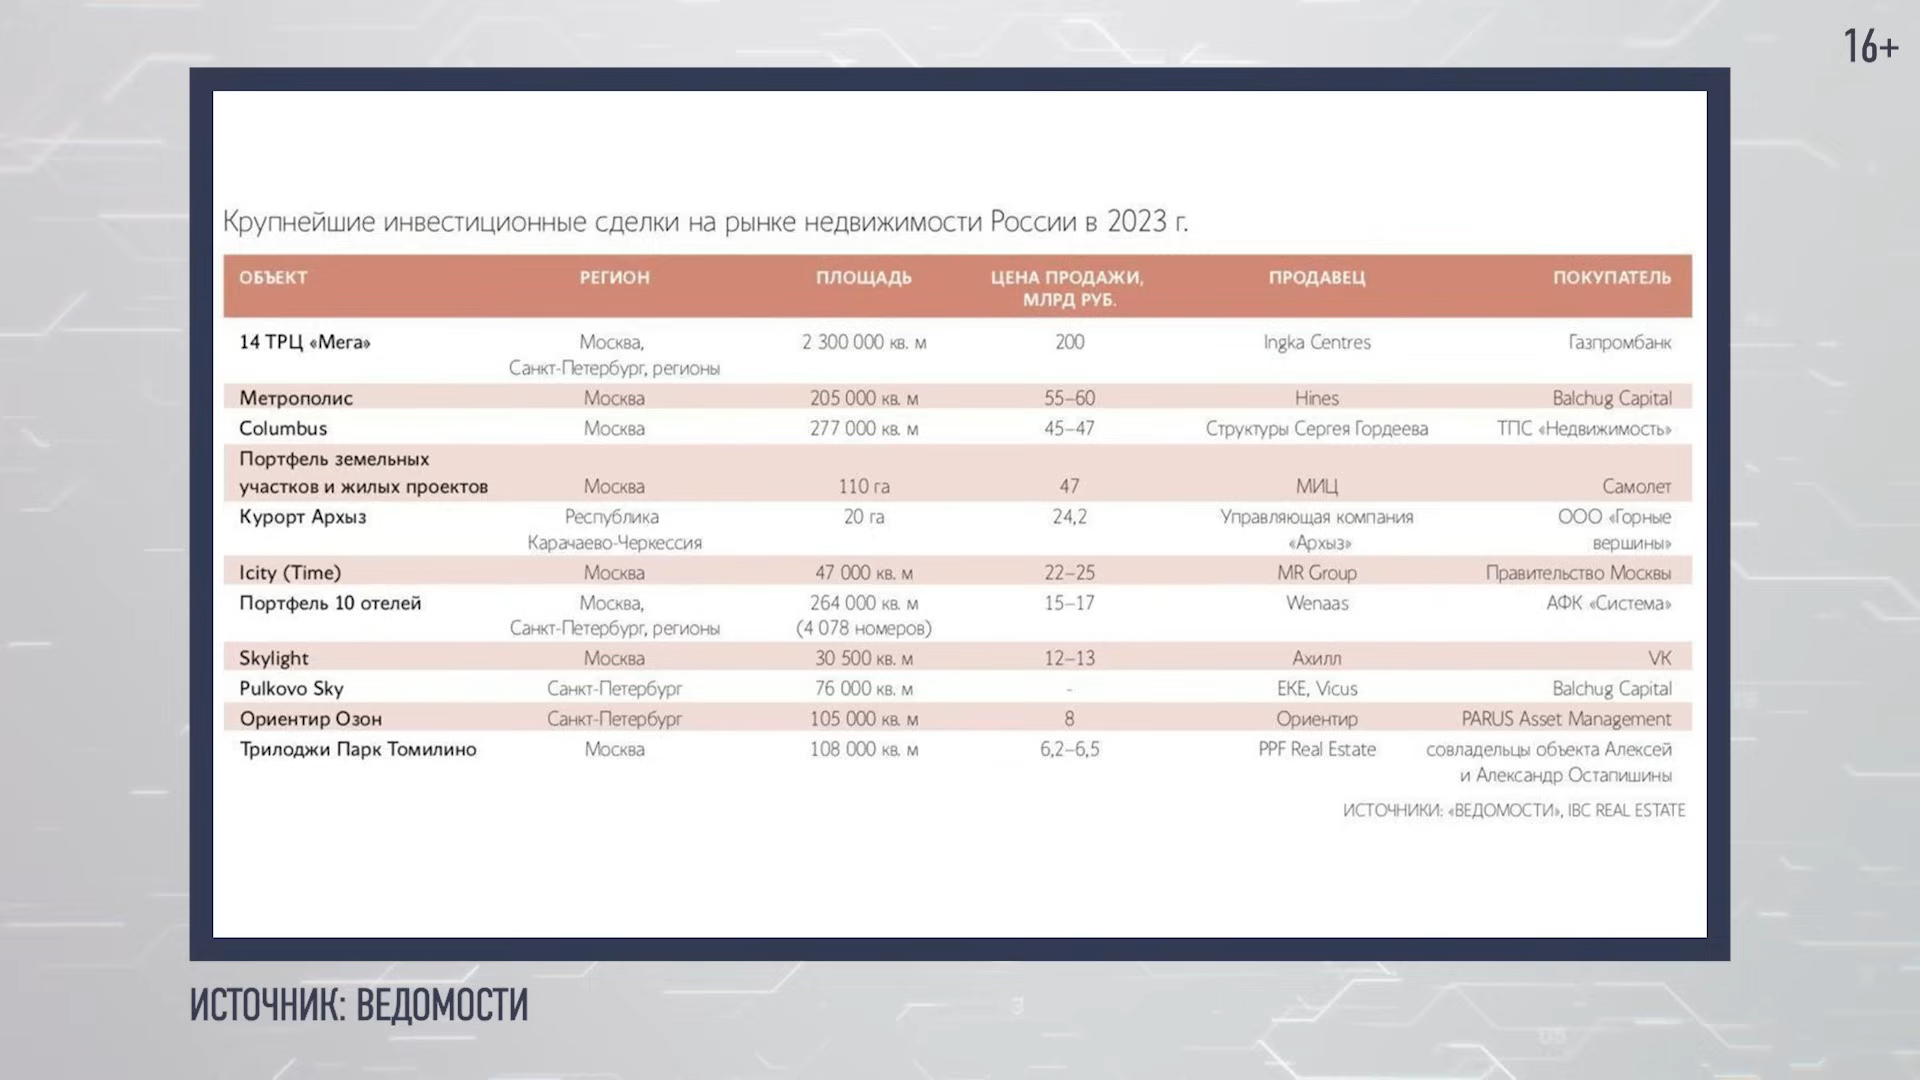 16+
Крупнейшие инвестиционные сделки на рынке недвижимости России в 2023 г.
ОБЪЕКТ РЕГИОН ПЛОЩАДЬ ЦЕНА ПРОДАЖИ, ПРОДАВЕЦ ПОКУПАТЕЛЬ
МЛРД РУБ.
14 ТРЦ «Мега» Москва, 2 300 000 кв. м 200 Ingka Centres Газпромбанк
Санкт-Петербург, регионы
Метрополис Москва 205 000 кв. м 55–60 Hines Balchug Capital
Columbus Москва 277 000 кв. м 45–47 Структуры Сергея Гордеева ТПС «Недвижимость»
Портфель земельных
участков и жилых проектов Москва 110 га 47 МИЦ Самолет
Курорт Архыз Республика 20 га 24,2 Управляющая компания ООО «Горные
Карачаево-Черкессия «Архыз» вершины»
Icity (Time) Москва 47 000 кв. м 22–25 MR Group Правительство Москвы
Портфель 10 отелей Москва, 264 000 кв. м 15–17 Wenaas АФК «Система»
Санкт-Петербург, регионы (4 078 номеров)
Skylight Москва 30 500 кв. м 12–13 Ахилл VK
Pulkovo Sky Санкт-Петербург 76 000 кв. м - EKE, Vicus Balchug Capital
Ориентир Озон Санкт-Петербург 105 000 кв. м 8 Ориентир PARUS Asset Management
Трилоджи Парк Томилино Москва 108 000 кв. м 6,2–6,5 PPF Real Estate совладельцы объекта Алексей
и Александр Остапишины
ИСТОЧНИКИ: «ВЕДОМОСТИ», IBC REAL ESTATE
ИСТОЧНИК: ВЕДОМОСТИ